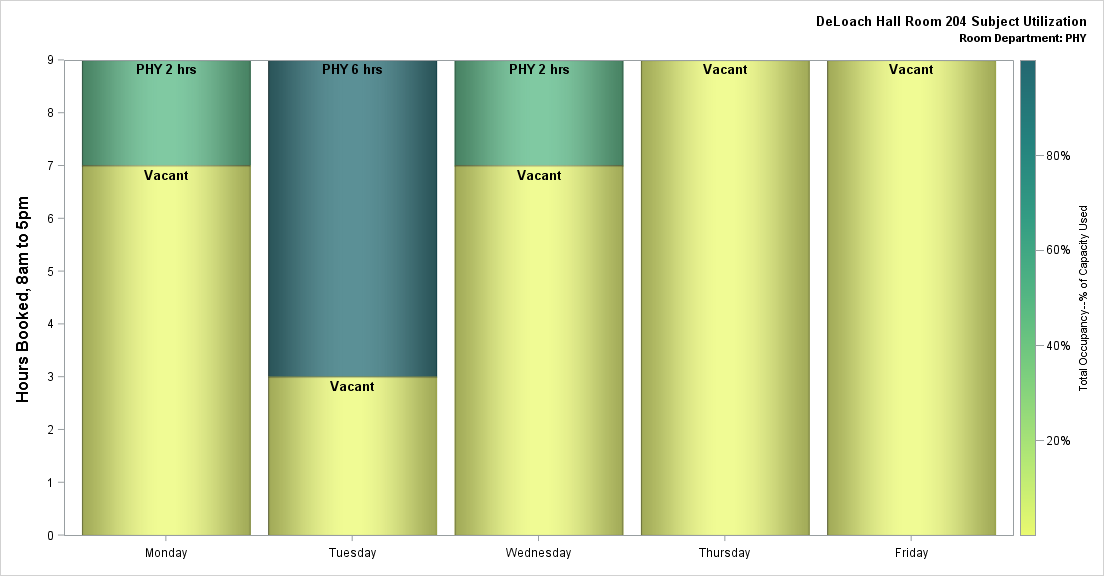 DeLoach Hall Room 204 Subject Utilization
Room Department: PHY
Hours Booked, 8am to 5pm
9
8
7
6
5
4
3
2
1
0
PHY 2 hrs
Vacant
PHY 6 hrs
Vacant
PHY 2 hrs
Vacant
Vacant
Vacant
Monday
Tuesday
Wednesday
Thursday
Friday
80%
60%
40%
20%
Total Occupancy--% of Capacity Used